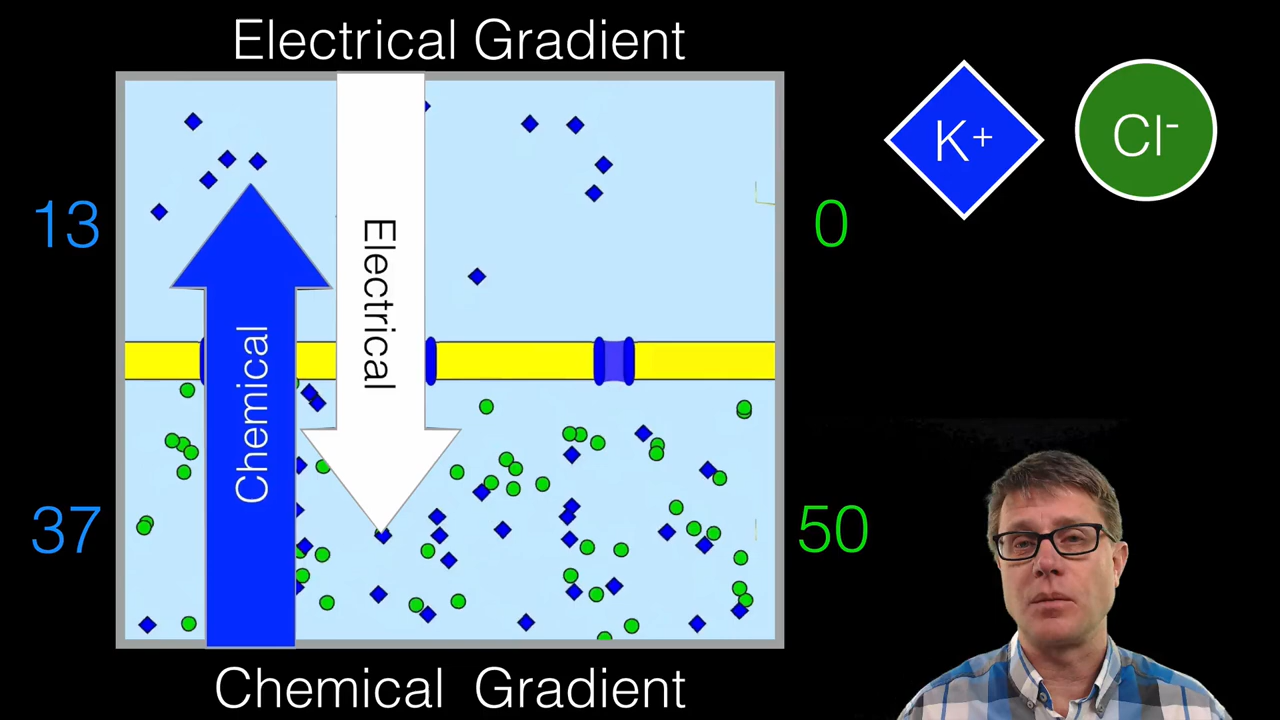 Electrical Gradient
K+
Cl-
13
0
Electrical
Chemical
37
50
Chemical Gradient